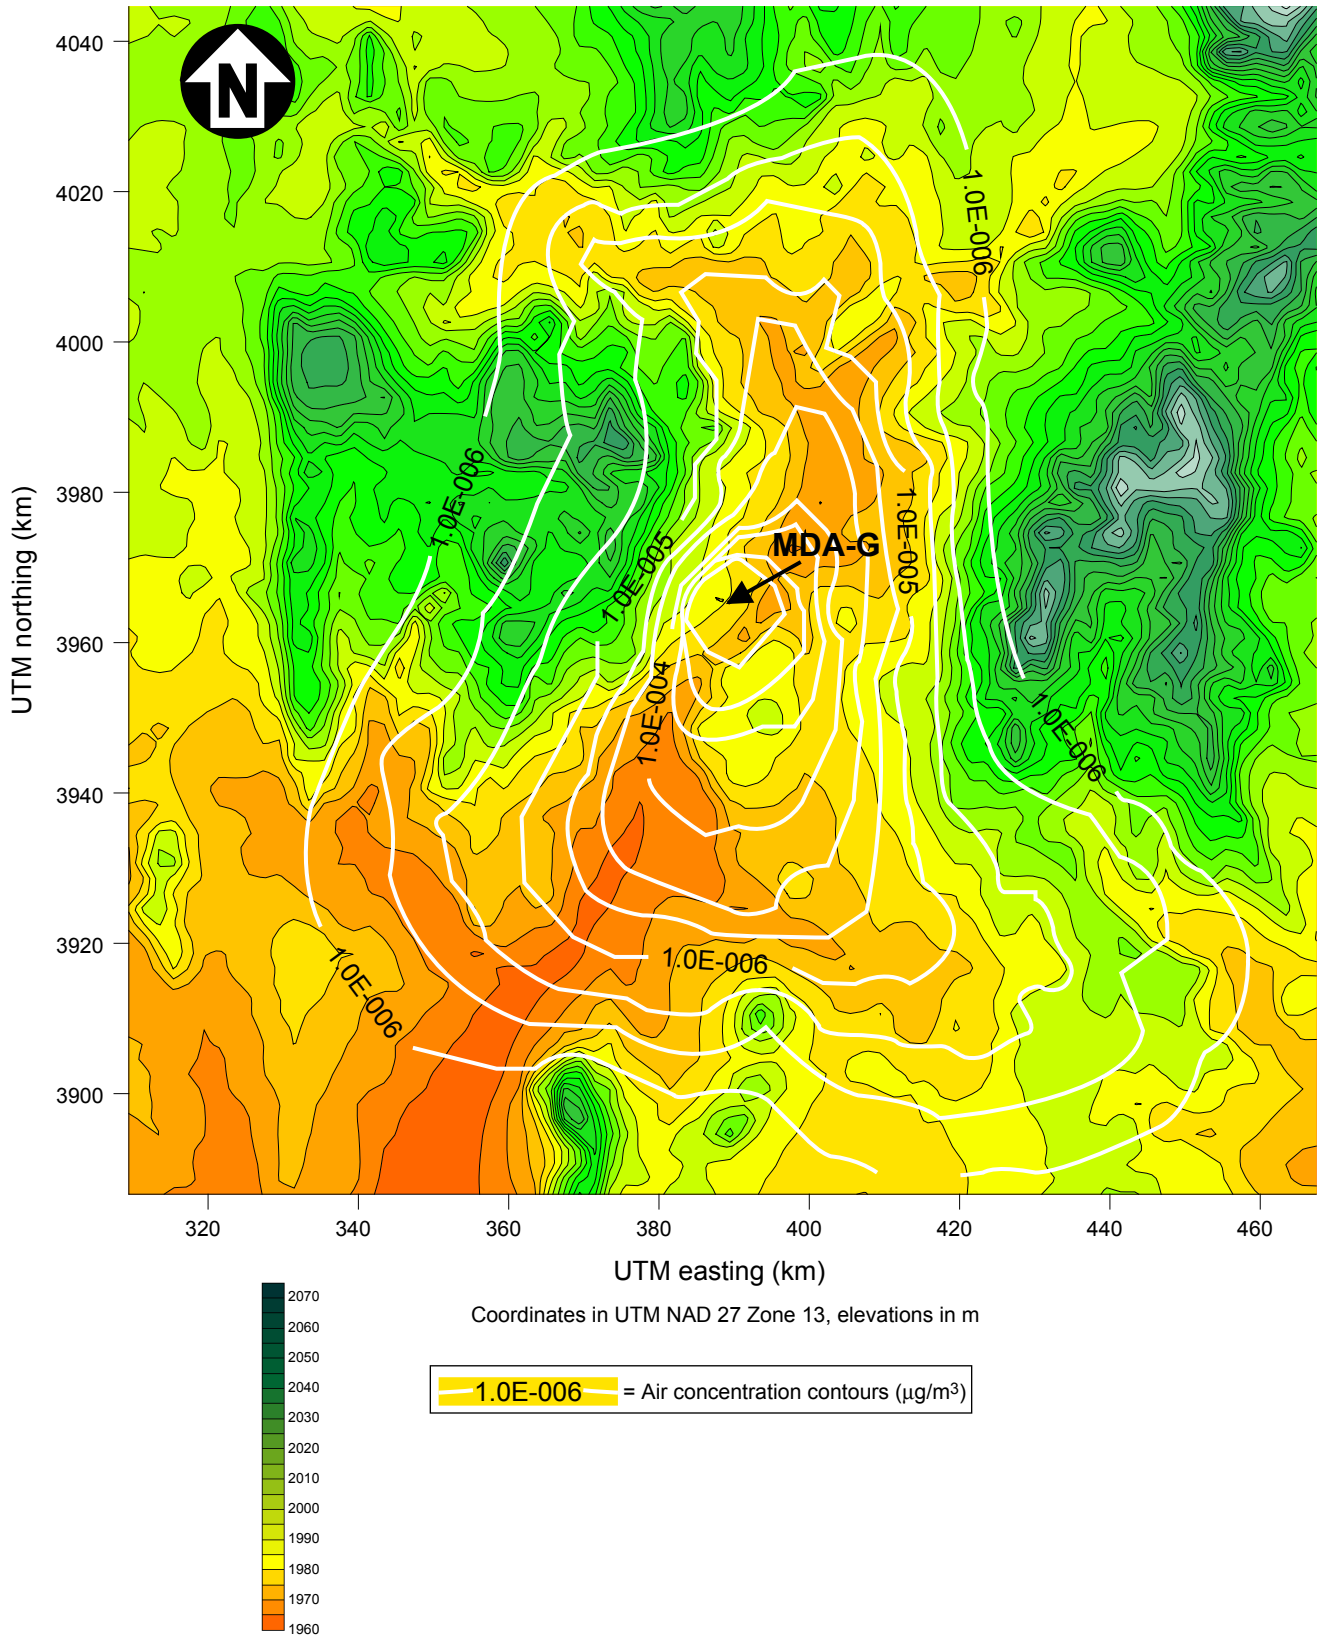 4040
4020
4000
3980
3960
3940
3920
3900
UTM northing (km)
N
1.0E-006
1.0E-006
1.0E-005
1.0E-005
MDA-G
1.0E-004
1.0E-006
1.0E-006
1.0E-006
320
340
360
380
400
420
440
460
UTM easting (km)
Coordinates in UTM NAD 27 Zone 13, elevations in m
1.0E-006 = Air concentration contours (μg/m³)
2070
2060
2050
2040
2030
2020
2010
2000
1990
1980
1970
1960